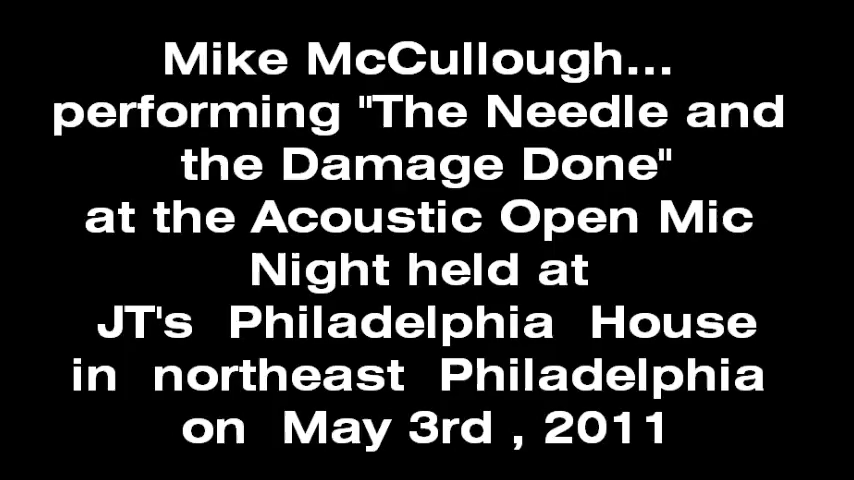 Mike McCullough...
performing "The Needle and
the Damage Done"
at the Acoustic Open Mic
Night held at
JT's Philadelphia House
in northeast Philadelphia
on May 3rd , 2011